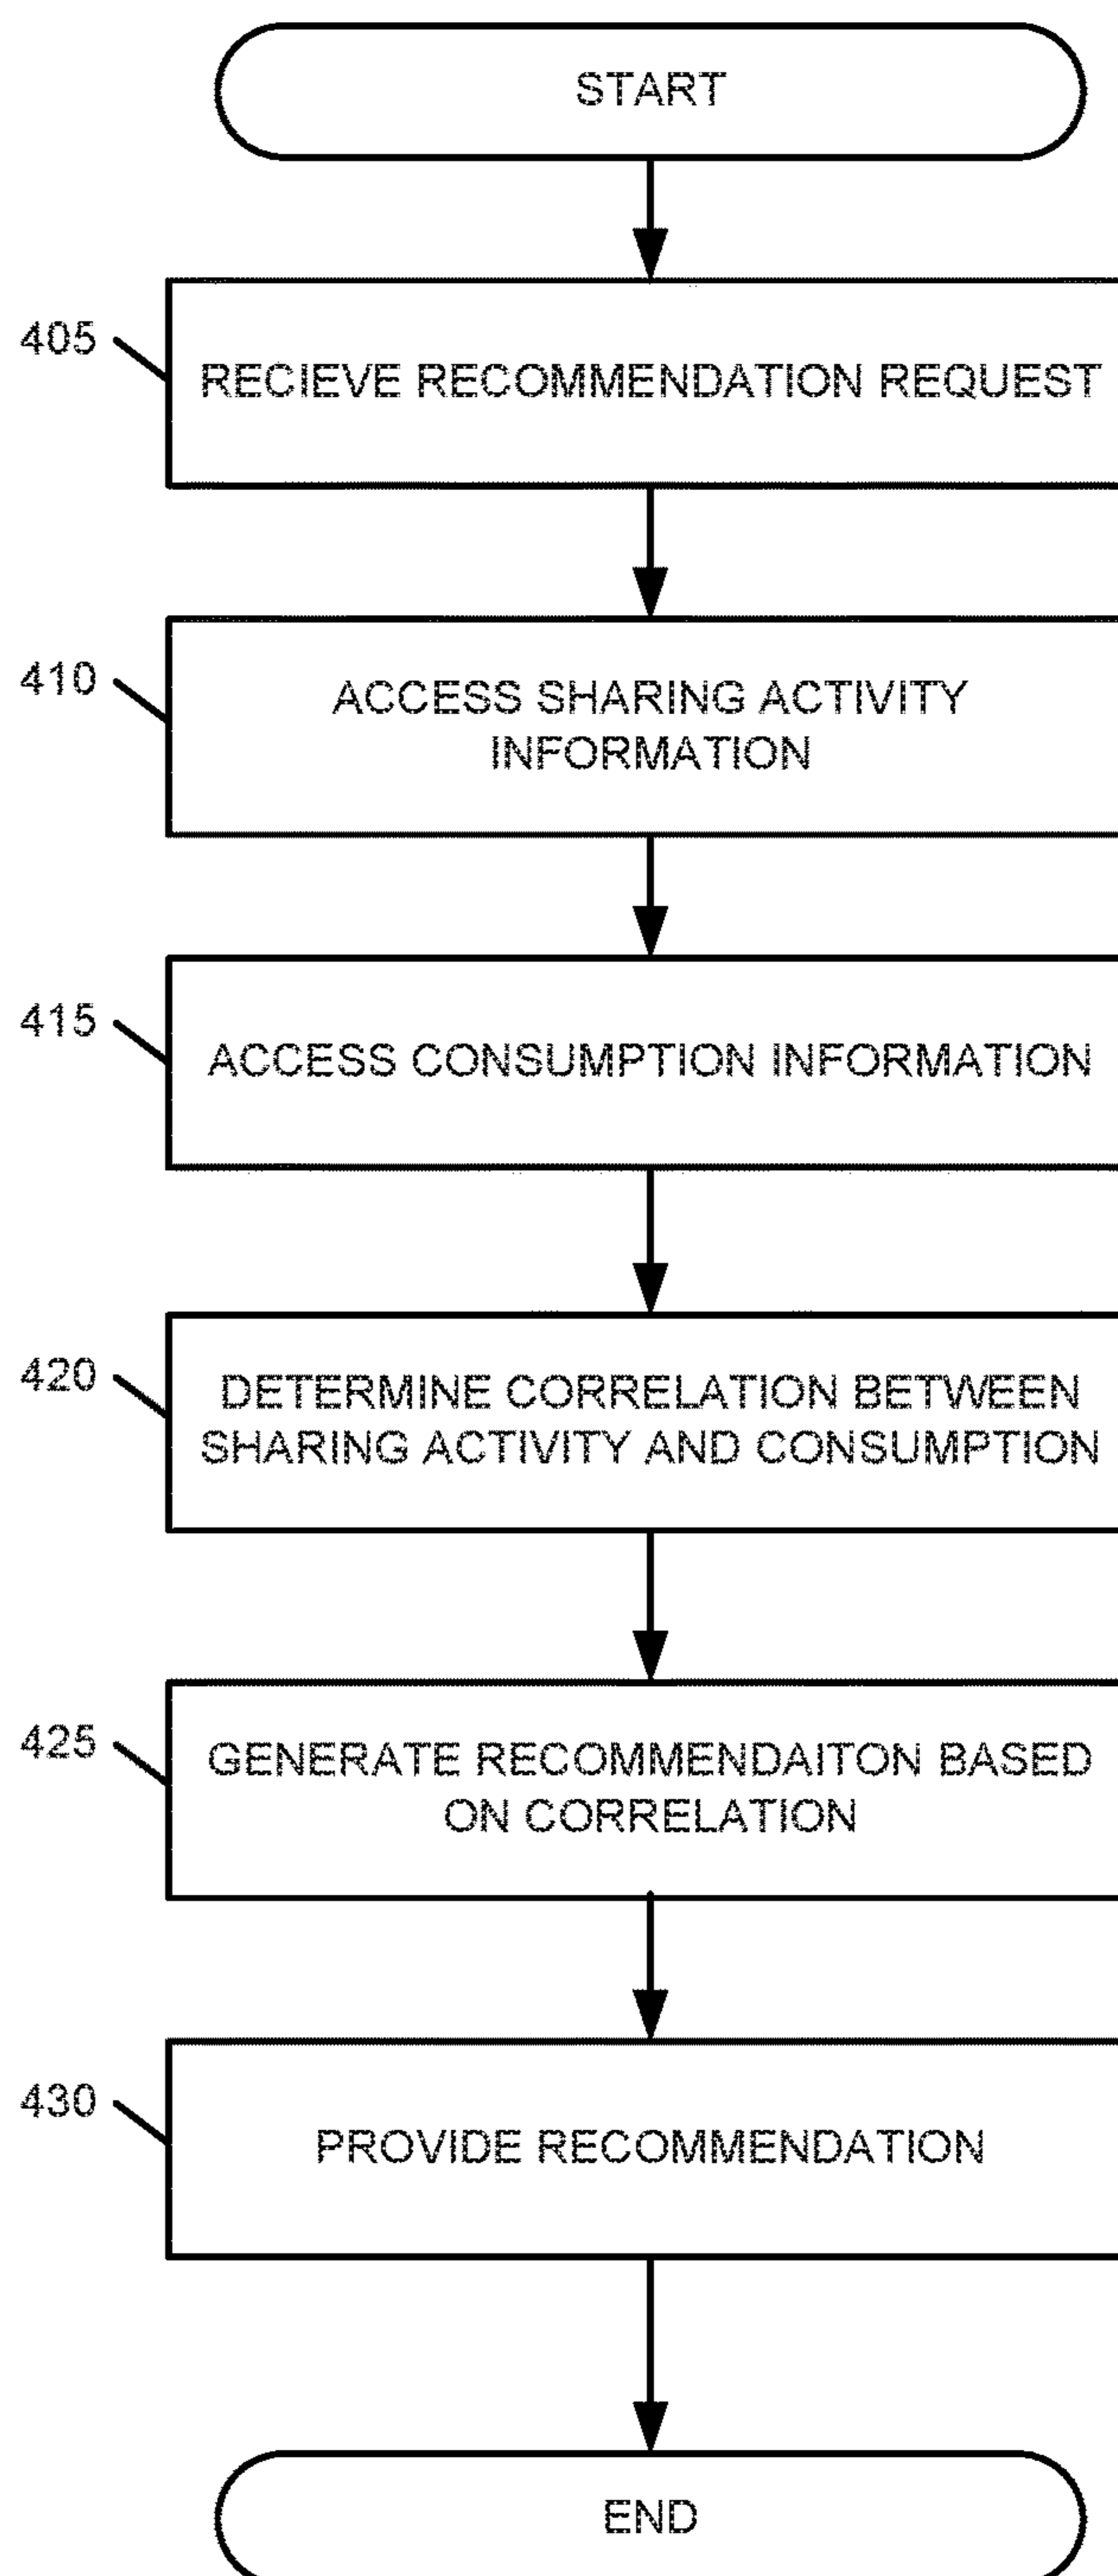 START
405
RECIEVE RECOMMENDATION REQUEST
410
ACCESS SHARING ACTIVITY
INFORMATION
415
ACCESS CONSUMPTION INFORMATION
420
DETERMINE CORRELATION BETWEEN
SHARING ACTIVITY AND CONSUMPTION
425
GENERATE RECOMMENDAITON BASED
ON CORRELATION
430
PROVIDE RECOMMENDATION
END